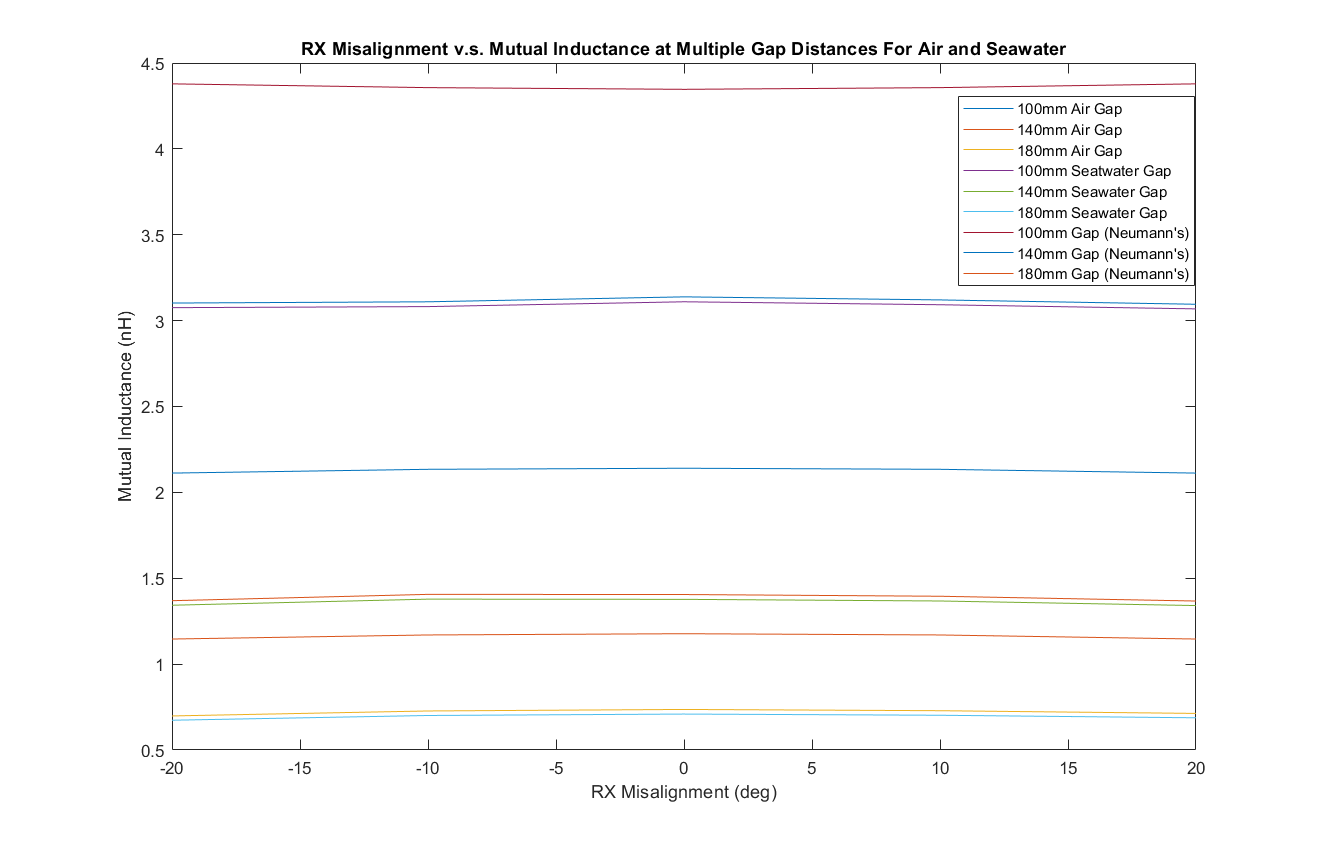 RX Misalignment v.s. Mutual Inductance at Multiple Gap Distances For Air and Seawater
4.5
4
3.5
3
2.5
2
1.5
1
0.5
Mutual Inductance (nH)
100mm Air Gap
140mm Air Gap
180mm Air Gap
100mm Seatwater Gap
140mm Seawater Gap
180mm Seawater Gap
100mm Gap (Neumann's)
140mm Gap (Neumann's)
180mm Gap (Neumann's)
-20
-15
-10
-5
0
5
10
15
20
RX Misalignment (deg)